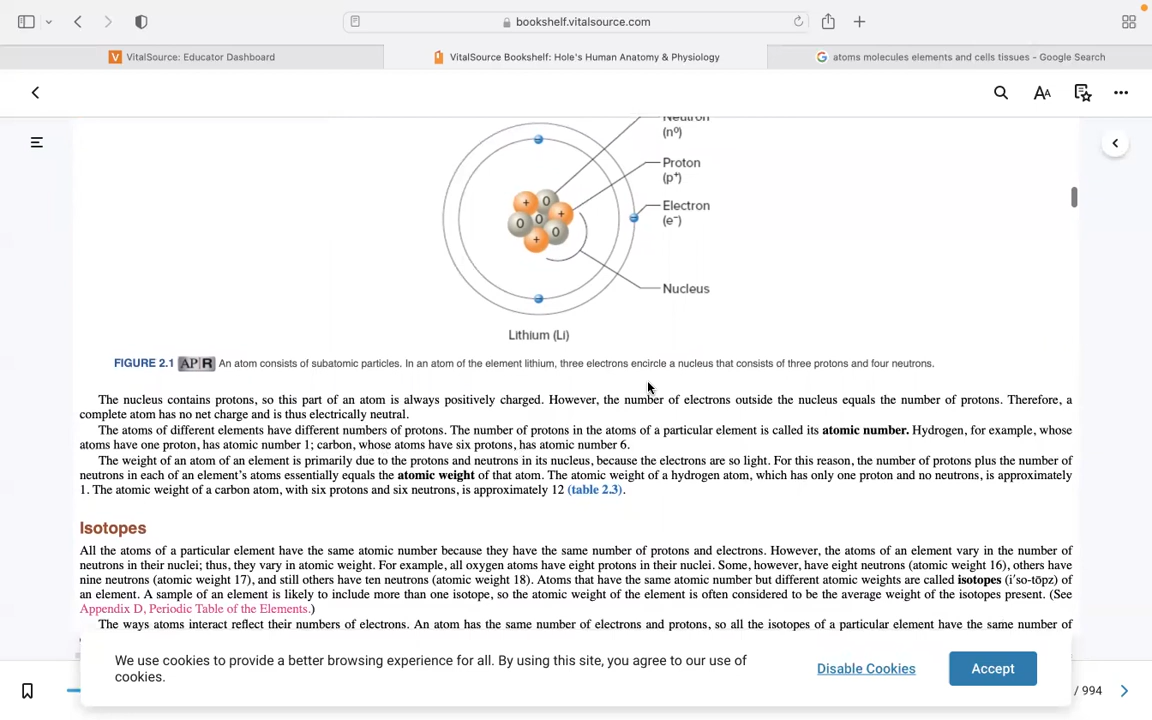 bookshelf.vitalsource.com
VitalSource: Educator Dashboard
VitalSource Bookshelf: Hole's Human Anatomy & Physiology
atoms molecules elements and cells tissues - Google Search
AA
Neutron
(n⁰)
Proton
(p⁺)
Electron
(e⁻)
Nucleus
+ 0 + 0 0 0 +
Lithium (Li)
FIGURE 2.1 AP|R An atom consists of subatomic particles. In an atom of the element lithium, three electrons encircle a nucleus that consists of three protons and four neutrons.
The nucleus contains protons, so this part of an atom is always positively charged. However, the number of electrons outside the nucleus equals the number of protons. Therefore, a
complete atom has no net charge and is thus electrically neutral.
The atoms of different elements have different numbers of protons. The number of protons in the atoms of a particular element is called its atomic number. Hydrogen, for example, whose
atoms have one proton, has atomic number 1; carbon, whose atoms have six protons, has atomic number 6.
The weight of an atom of an element is primarily due to the protons and neutrons in its nucleus, because the electrons are so light. For this reason, the number of protons plus the number of
neutrons in each of an element's atoms essentially equals the atomic weight of that atom. The atomic weight of a hydrogen atom, which has only one proton and no neutrons, is approximately
1. The atomic weight of a carbon atom, with six protons and six neutrons, is approximately 12 (table 2.3).
Isotopes
All the atoms of a particular element have the same atomic number because they have the same number of protons and electrons. However, the atoms of an element vary in the number of
neutrons in their nuclei; thus, they vary in atomic weight. For example, all oxygen atoms have eight protons in their nuclei. Some, however, have eight neutrons (atomic weight 16), others have
nine neutrons (atomic weight 17), and still others have ten neutrons (atomic weight 18). Atoms that have the same atomic number but different atomic weights are called isotopes (iʹso-tōpz) of
an element. A sample of an element is likely to include more than one isotope, so the atomic weight of the element is often considered to be the average weight of the isotopes present. (See
Appendix D, Periodic Table of the Elements.)
The ways atoms interact reflect their numbers of electrons. An atom has the same number of electrons and protons, so all the isotopes of a particular element have the same number of
We use cookies to provide a better browsing experience for all. By using this site, you agree to our use of
cookies.
Disable Cookies
Accept
/ 994